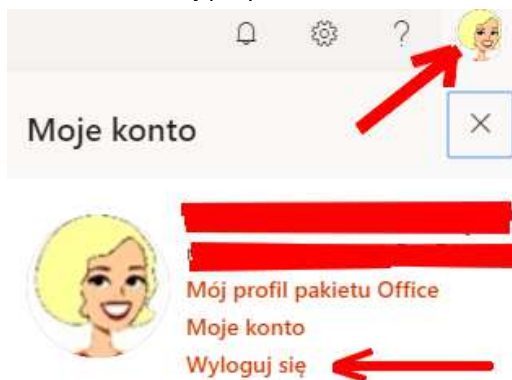 ?
Moje konto
Mój profil pakietu Office
Moje konto
Wyloguj się